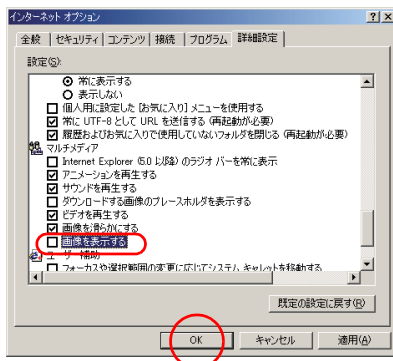 インターネット オプション
全般 セキュリティ コンテンツ 接続 プログラム 詳細設定
設定(S):
常に表示する
表示しない
個人用に設定した [お気に入り] メニューを使用する
常に UTF-8 として URL を送信する (再起動が必要)
履歴およびお気に入りで使用していないフォルダを閉じる (再起動が必要)
マルチメディア
Internet Explorer (5.0 以降) のラジオ バーを常に表示
アニメーションを再生する
サウンドを再生する
ダウンロードする画像のプレースホルダを表示する
ビデオを再生する
画像を滑らかにする
画像を表示する
ユーザー補助
フォーカスや選択範囲の変更に応じてシステム キャレットを移動する
既定の設定に戻す(R)
OK キャンセル 適用(A)